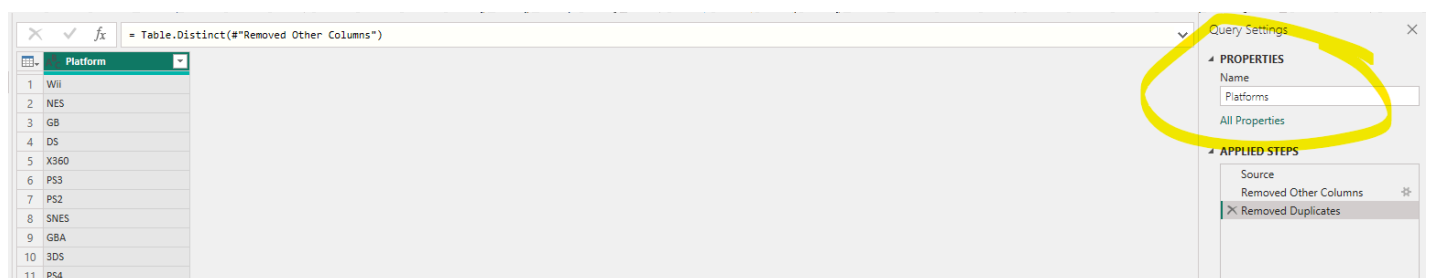 fx = Table.Distinct(#"Removed Other Columns")
Platform
1 Wii
2 NES
3 GB
4 DS
5 X360
6 PS3
7 PS2
8 SNES
9 GBA
10 3DS
11 PS4
Query Settings
PROPERTIES
Name
Platforms
All Properties
APPLIED STEPS
Source
Removed Other Columns
Removed Duplicates